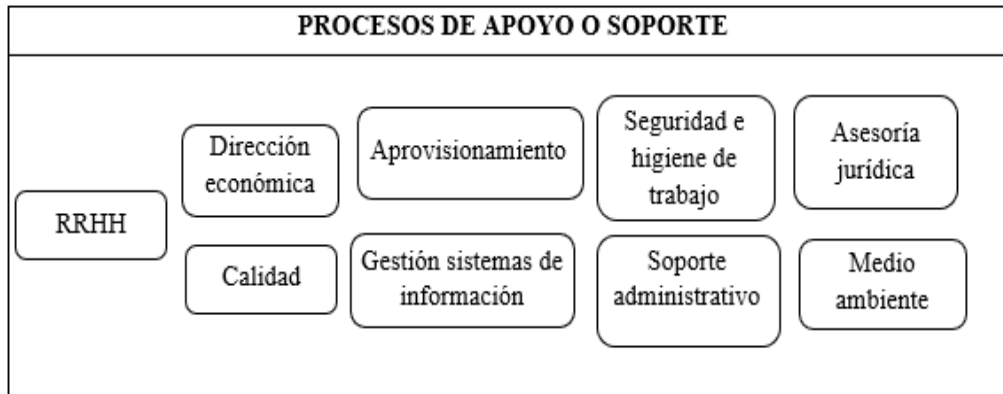 PROCESOS DE APOYO O SOPORTE
RRHH
Dirección
económica
Aprovisionamiento
Seguridad e
higiene de
trabajo
Asesoría
jurídica
Calidad
Gestión sistemas de
información
Soporte
administrativo
Medio
ambiente